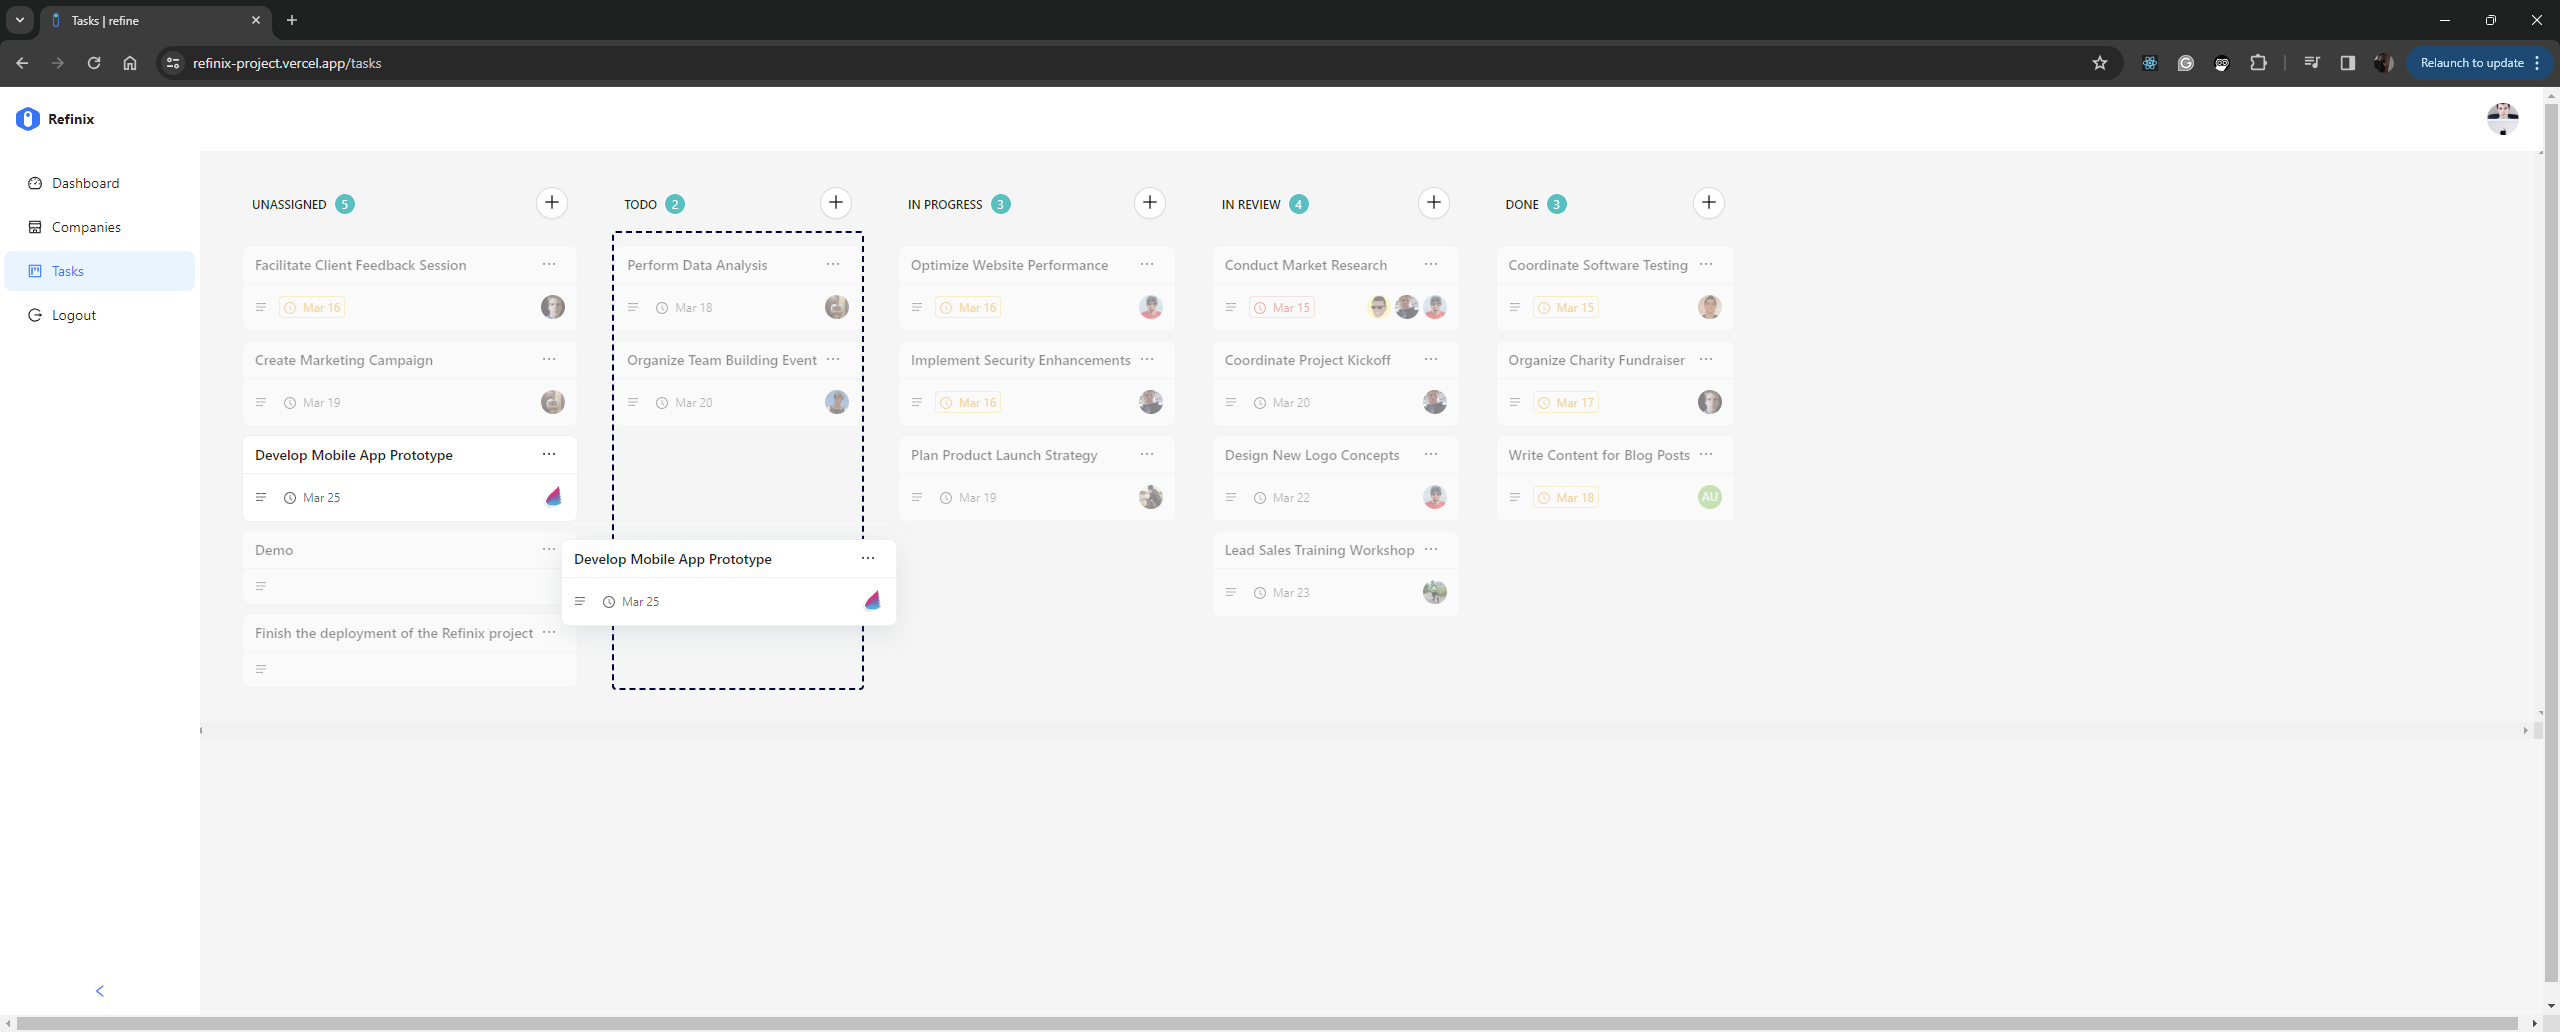 Tasks | refine
refinix-project.vercel.app/tasks
Relaunch to update
Refinix
Dashboard
Companies
Tasks
Logout
UNASSIGNED 5
Facilitate Client Feedback Session
Mar 16
Create Marketing Campaign
Mar 19
Develop Mobile App Prototype
Mar 25
Demo
Finish the deployment of the Refinix project
TODO 2
Perform Data Analysis
Mar 18
Organize Team Building Event
Mar 20
Develop Mobile App Prototype
Mar 25
IN PROGRESS 3
Optimize Website Performance
Mar 16
Implement Security Enhancements
Mar 16
Plan Product Launch Strategy
Mar 19
IN REVIEW 4
Conduct Market Research
Mar 15
Coordinate Project Kickoff
Mar 20
Design New Logo Concepts
Mar 22
Lead Sales Training Workshop
Mar 23
DONE 3
Coordinate Software Testing
Mar 15
Organize Charity Fundraiser
Mar 17
Write Content for Blog Posts
Mar 18
AU